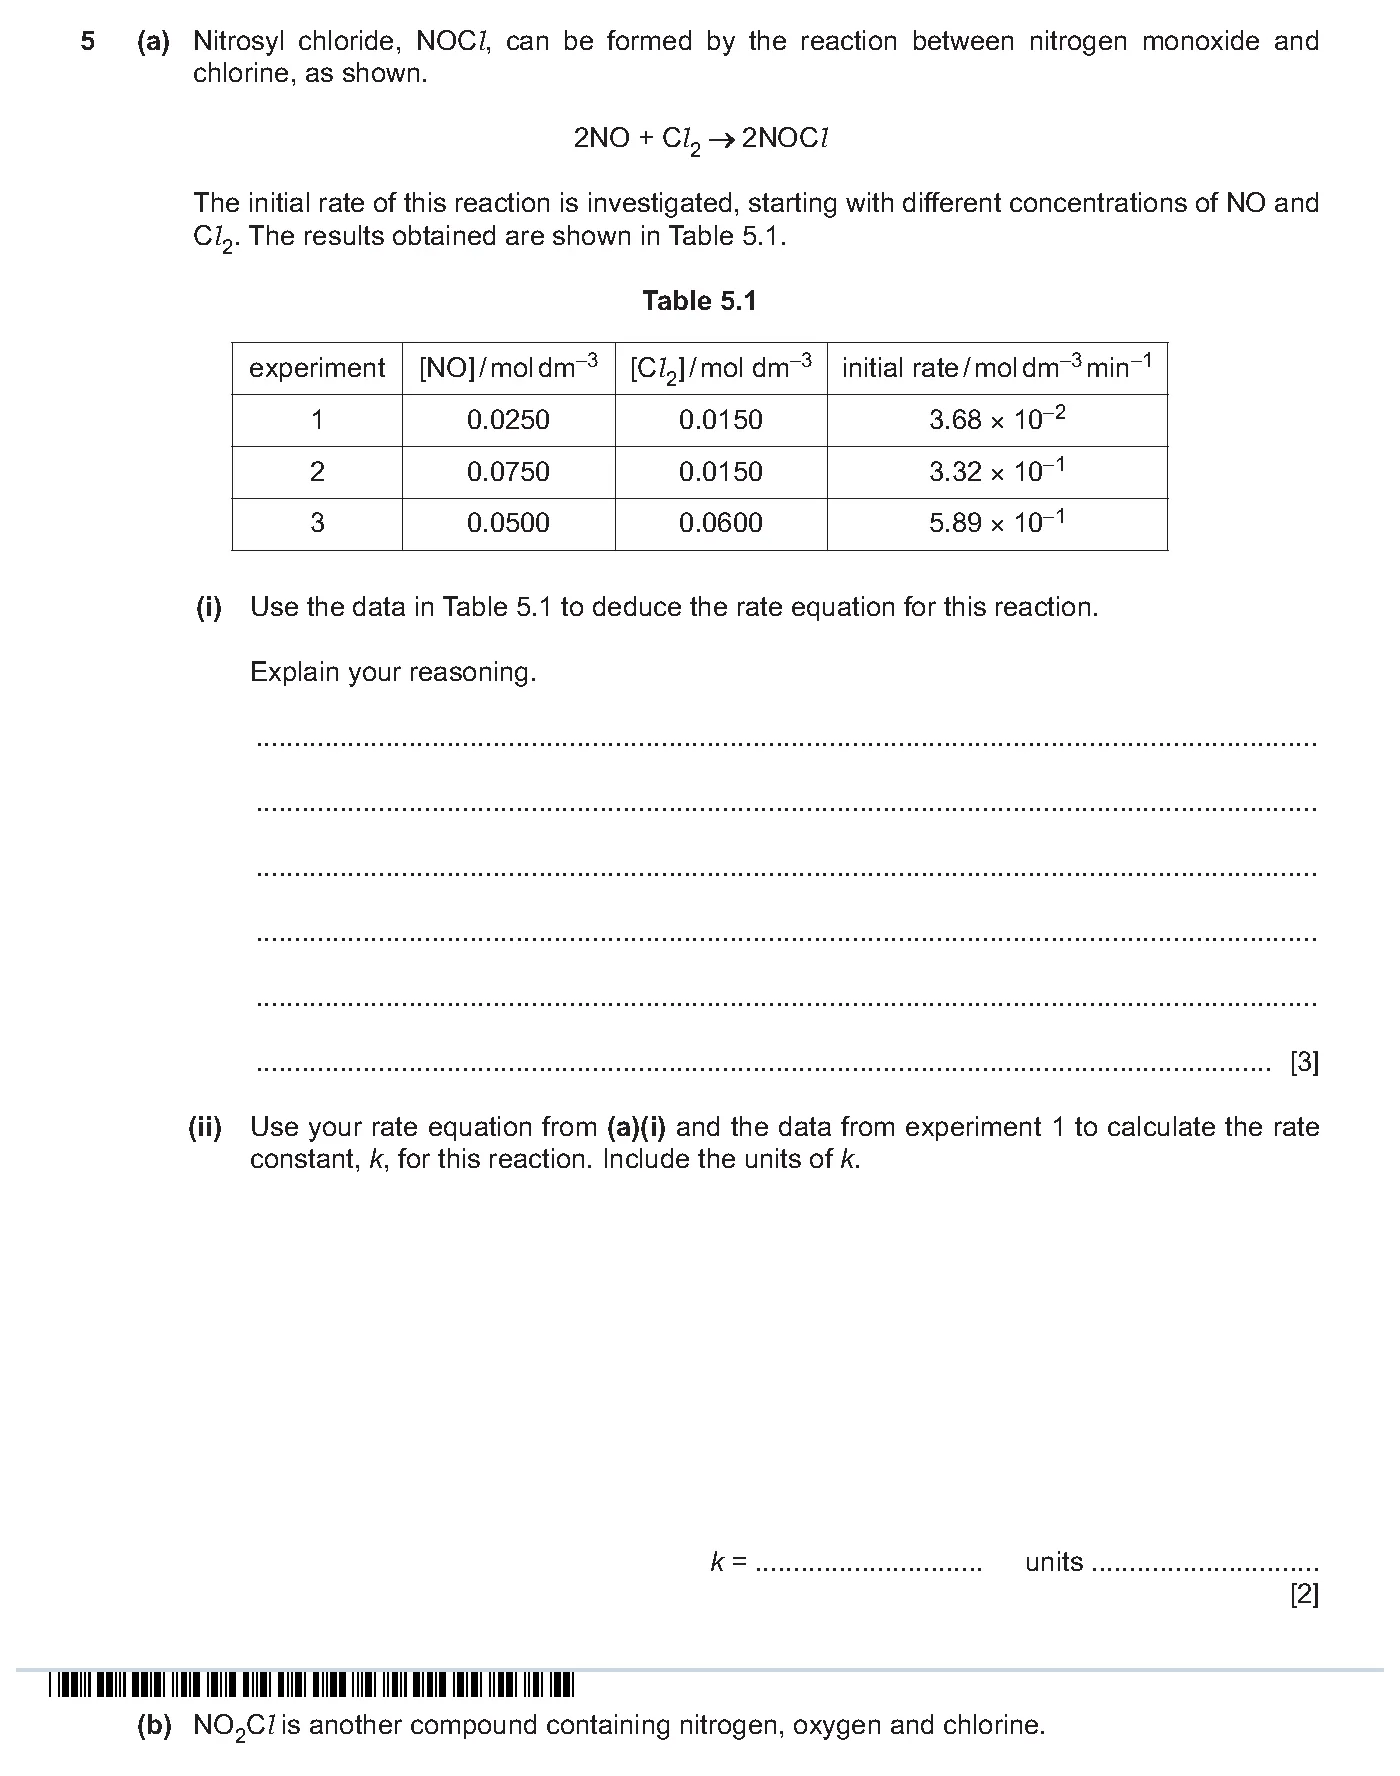 5 (a) Nitrosyl chloride, NOCl, can be formed by the reaction between nitrogen monoxide and
chlorine, as shown.
2NO + Cl₂ → 2NOCl
The initial rate of this reaction is investigated, starting with different concentrations of NO and
Cl₂. The results obtained are shown in Table 5.1.
Table 5.1
experiment [NO]/mol dm⁻³ [Cl₂]/mol dm⁻³ initial rate/mol dm⁻³ min⁻¹
1 0.0250 0.0150 3.68 × 10⁻²
2 0.0750 0.0150 3.32 × 10⁻¹
3 0.0500 0.0600 5.89 × 10⁻¹
(i) Use the data in Table 5.1 to deduce the rate equation for this reaction.
Explain your reasoning.
..........................................................................................
..........................................................................................
..........................................................................................
..........................................................................................
..........................................................................................
.......................................................................................... [3]
(ii) Use your rate equation from (a)(i) and the data from experiment 1 to calculate the rate
constant, k, for this reaction. Include the units of k.
k = .............................. units ..............................
[2]
(b) NO₂Cl is another compound containing nitrogen, oxygen and chlorine.